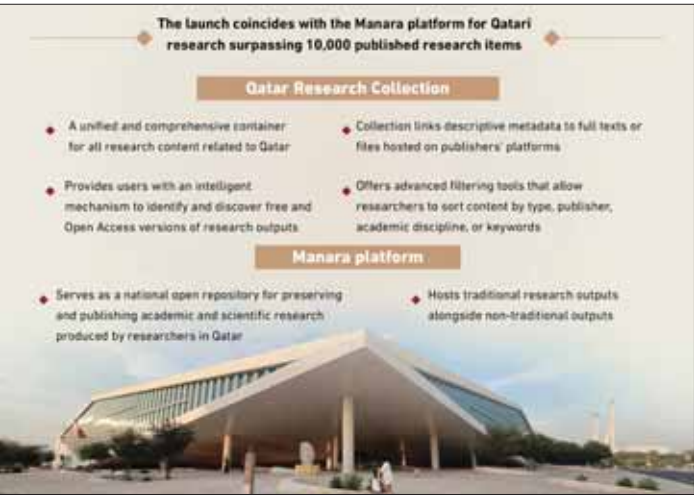 The launch coincides with the Manara platform for Qatari
research surpassing 10,000 published research items
Qatar Research Collection
A unified and comprehensive container
for all research content related to Qatar
Provides users with an intelligent
mechanism to identify and discover free and
Open Access versions of research outputs
Collection links descriptive metadata to full texts or
files hosted on publishers' platforms
Offers advanced filtering tools that allow
researchers to sort content by type, publisher,
academic discipline, or keywords
Manara platform
Serves as a national open repository for preserving
and publishing academic and scientific research
produced by researchers in Qatar
Hosts traditional research outputs
alongside non-traditional outputs